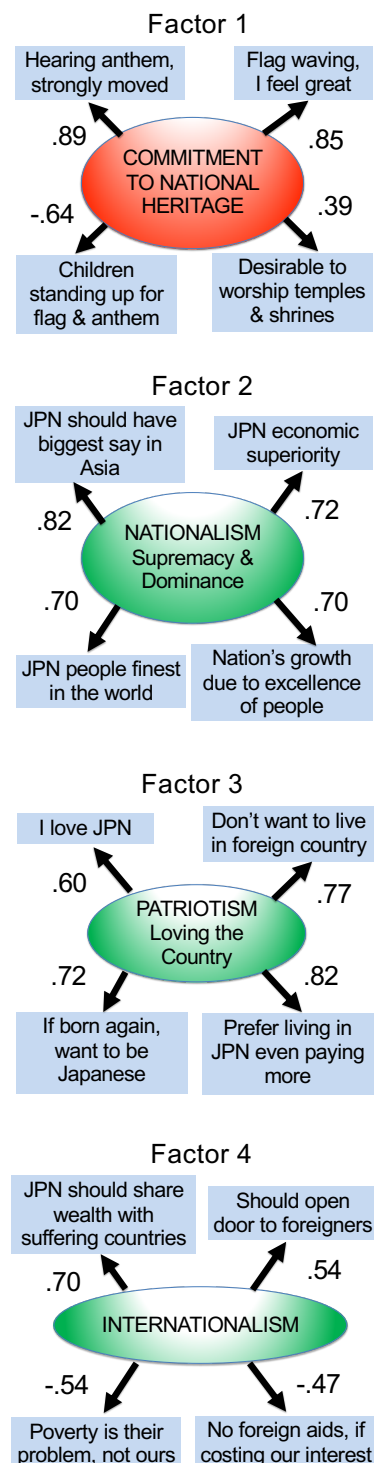 Factor 1
Hearing anthem,
strongly moved
Flag waving,
I feel great
.89
.85
COMMITMENT
TO NATIONAL
HERITAGE
-.64
.39
Children
standing up for
flag & anthem
Desirable to
worship temples
& shrines
Factor 2
JPN should have
biggest say in
Asia
JPN economic
superiority
.82
.72
NATIONALISM
Supremacy &
Dominance
.70
.70
JPN people finest
in the world
Nation's growth
due to excellence
of people
Factor 3
I love JPN
Don't want to live
in foreign country
.60
.77
PATRIOTISM
Loving the
Country
.72
.82
If born again,
want to be
Japanese
Prefer living in
JPN even paying
more
Factor 4
JPN should share
wealth with
suffering countries
Should open
door to foreigners
.70
.54
INTERNATIONALISM
-.54
-.47
Poverty is their
problem, not ours
No foreign aids, if
costing our interest